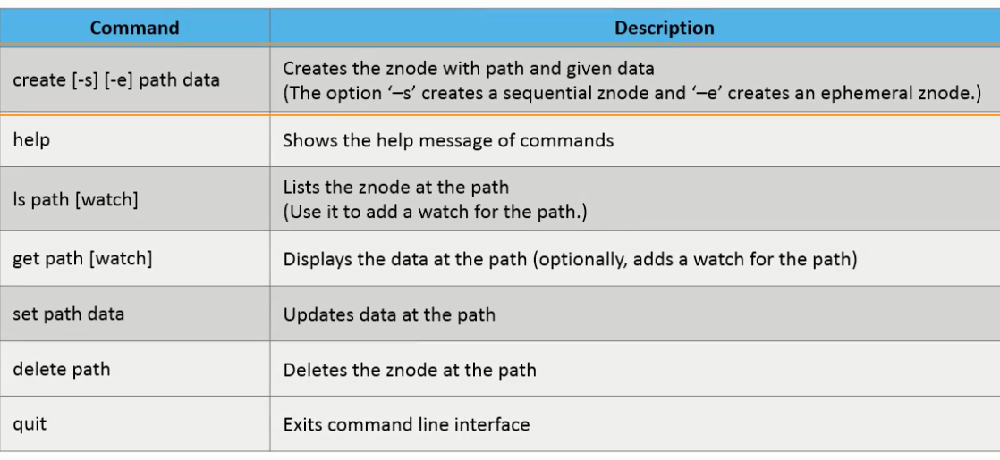 Command Description
create [-s] [-e] path data
Creates the znode with path and given data
(The option ‘–s’ creates a sequential znode and ‘–e’ creates an ephemeral znode.)
help
Shows the help message of commands
ls path [watch]
Lists the znode at the path
(Use it to add a watch for the path.)
get path [watch]
Displays the data at the path (optionally, adds a watch for the path)
set path data
Updates data at the path
delete path
Deletes the znode at the path
quit
Exits command line interface